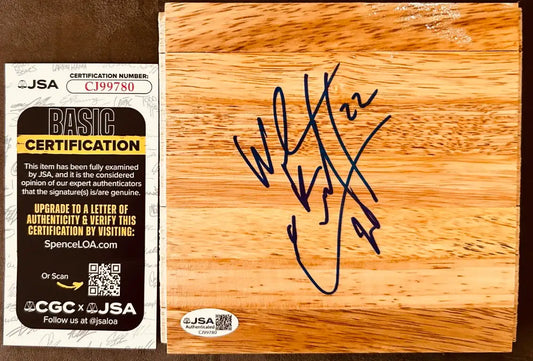 JSA
CERTIFICATION NUMBER:
CJ99780
BASIC
CERTIFICATION
This item has been fully examined
by JSA, and it is the considered
opinion of our expert authenticators
that the signature(s) is/are genuine.
UPGRADE TO A LETTER OF
AUTHENTICITY & VERIFY THIS
CERTIFICATION BY VISITING:
SpenceLOA.com
Or Scan
CGC x JSA
Follow us at @jsaloa
22
JSA
Authenticated
CJ99780